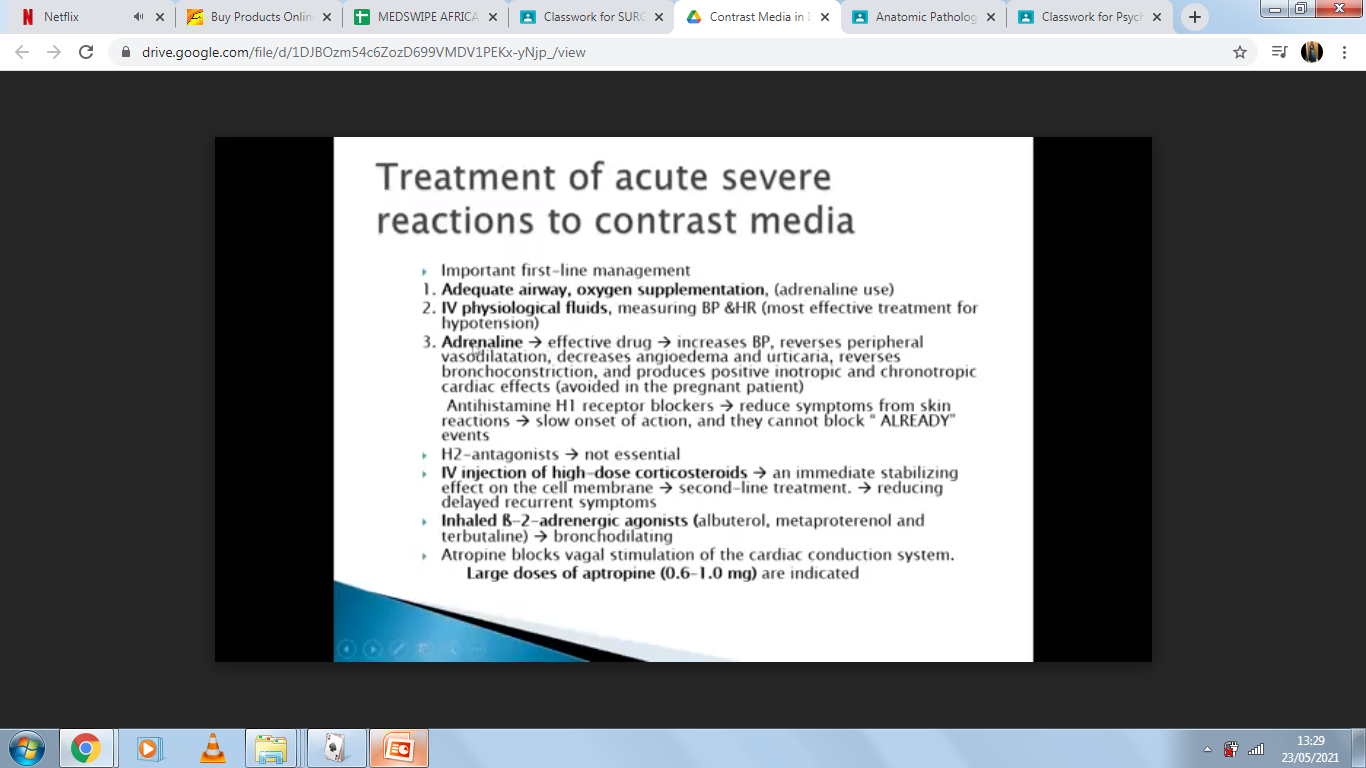 Netflix
Buy Products Onlin
MEDSWIPE AFRICA
Classwork for SURG
Contrast Media in I
Anatomic Patholog
Classwork for Psych
drive.google.com/file/d/1DJBOzm54c6ZozD699VMDV1PEKx-yNjp_/view
Treatment of acute severe
reactions to contrast media
Important first-line management
1. Adequate airway, oxygen supplementation, (adrenaline use)
2. IV physiological fluids, measuring BP &HR (most effective treatment for
hypotension)
3. Adrenaline → effective drug → increases BP, reverses peripheral
vasodilatation, decreases angioedema and urticaria, reverses
bronchoconstriction, and produces positive inotropic and chronotropic
cardiac effects (avoided in the pregnant patient)
Antihistamine H1 receptor blockers → reduce symptoms from skin
reactions → slow onset of action, and they cannot block " ALREADY"
events
H2-antagonists → not essential
IV injection of high-dose corticosteroids → an immediate stabilizing
effect on the cell membrane → second-line treatment. → reducing
delayed recurrent symptoms
Inhaled ß-2-adrenergic agonists (albuterol, metaproterenol and
terbutaline) → bronchodilating
Atropine blocks vagal stimulation of the cardiac conduction system.
Large doses of aptropine (0.6-1.0 mg) are indicated
13:29
23/05/2021